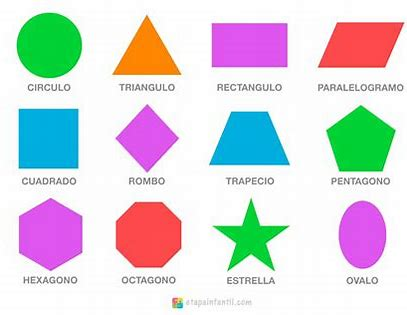 CIRCULO TRIANGULO RECTANGULO PARALELOGRAMO
CUADRADO ROMBO TRAPECIO PENTAGONO
HEXAGONO OCTAGONO ESTRELLA OVALO
etapainfantil.com